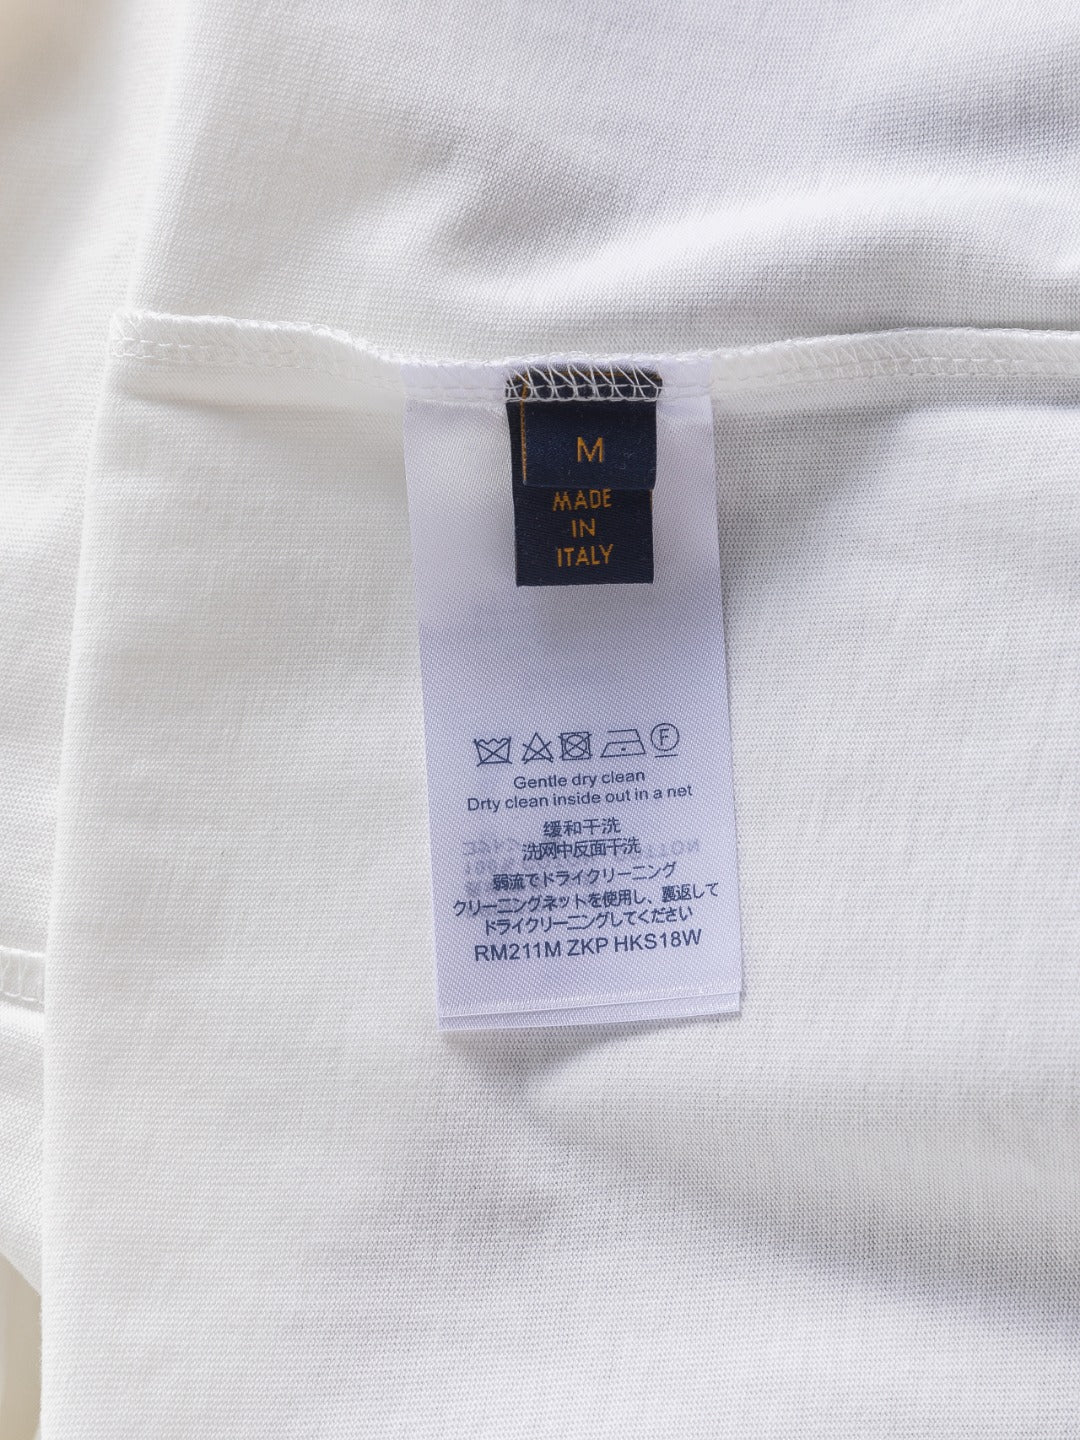 M
MADE
IN
ITALY
F
Gentle dry clean
Drty clean inside out in a net
缓和干洗
洗网中反面干洗
弱流でドライクリーニング
クリーニングネットを使用し、裏返して
ドライクリーニングしてください
RM211M ZKP HKS18W